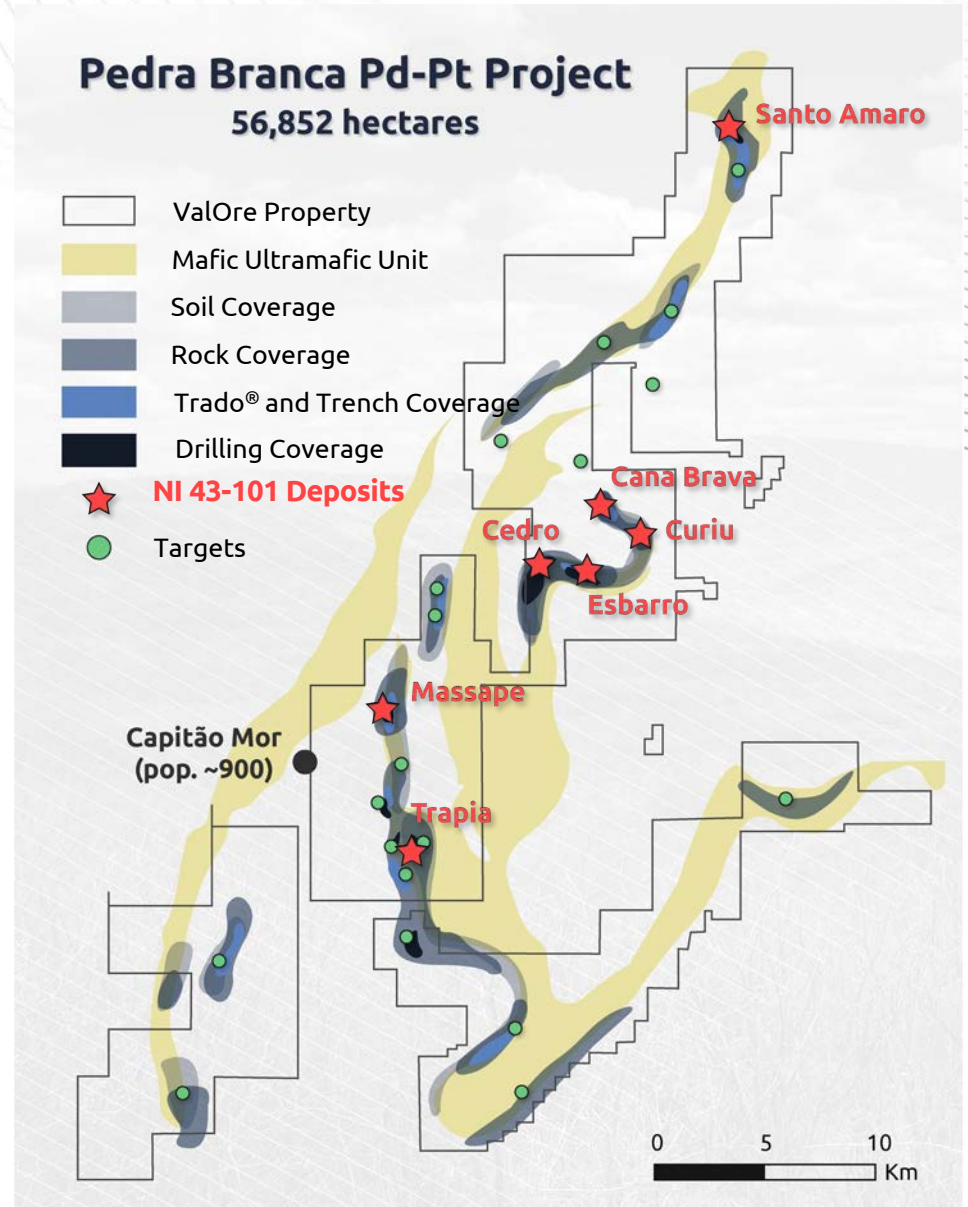 Pedra Branca Pd-Pt Project
56,852 hectares
Santo Amaro
ValOre Property
Mafic Ultramafic Unit
Soil Coverage
Rock Coverage
Trado® and Trench Coverage
Drilling Coverage
NI 43-101 Deposits
Targets
Cana Brava
Cedro
Curiu
Esbarro
Massape
Capitão Mor
(pop. ~900)
Trapia
0 5 10
Km